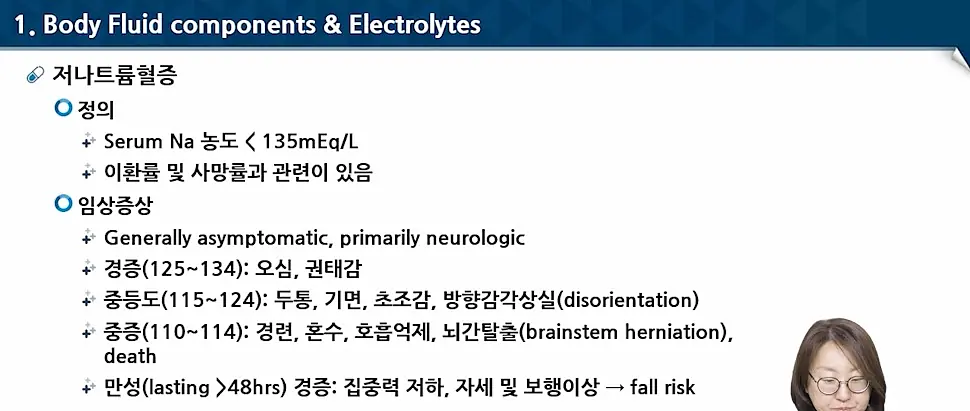 1. Body Fluid components & Electrolytes
저나트륨혈증
정의
Serum Na 농도 < 135mEq/L
이환률 및 사망률과 관련이 있음
임상증상
Generally asymptomatic, primarily neurologic
경증(125~134): 오심, 권태감
중등도(115~124): 두통, 기면, 초조감, 방향감각상실(disorientation)
중증(110~114): 경련, 혼수, 호흡억제, 뇌간탈출(brainstem herniation),
death
만성(lasting >48hrs) 경증: 집중력 저하, 자세 및 보행이상 → fall risk